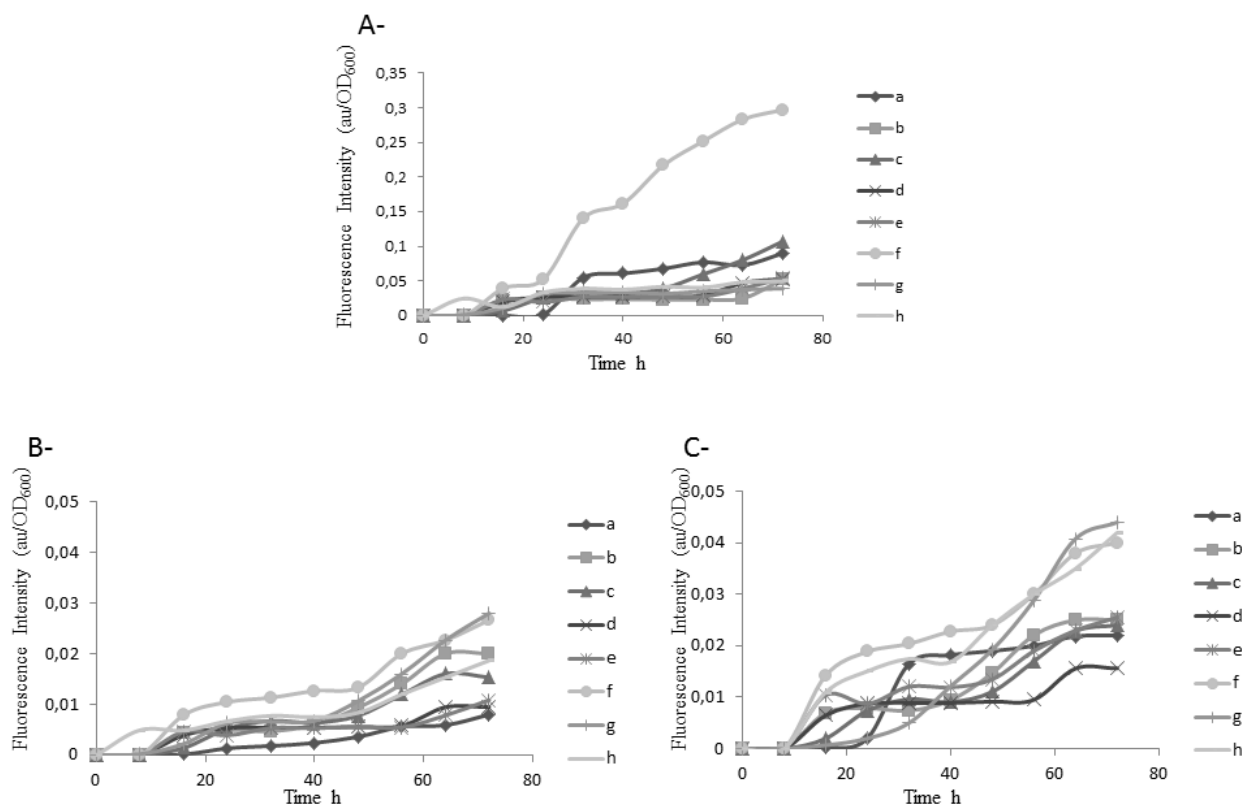 A-
Fluorescence Intensity (au/OD600)
0,35
0,3
0,25
0,2
0,15
0,1
0,05
0
0 20 40 60 80
Time h
a
b
c
d
e
f
g
h
B-
Fluorescence Intensity (au/OD600)
0,05
0,04
0,03
0,02
0,01
0
0 20 40 60 80
Time h
a
b
c
d
e
f
g
h
C-
Fluorescence Intensity (au/OD600)
0,05
0,04
0,03
0,02
0,01
0
0 20 40 60 80
Time h
a
b
c
d
e
f
g
h